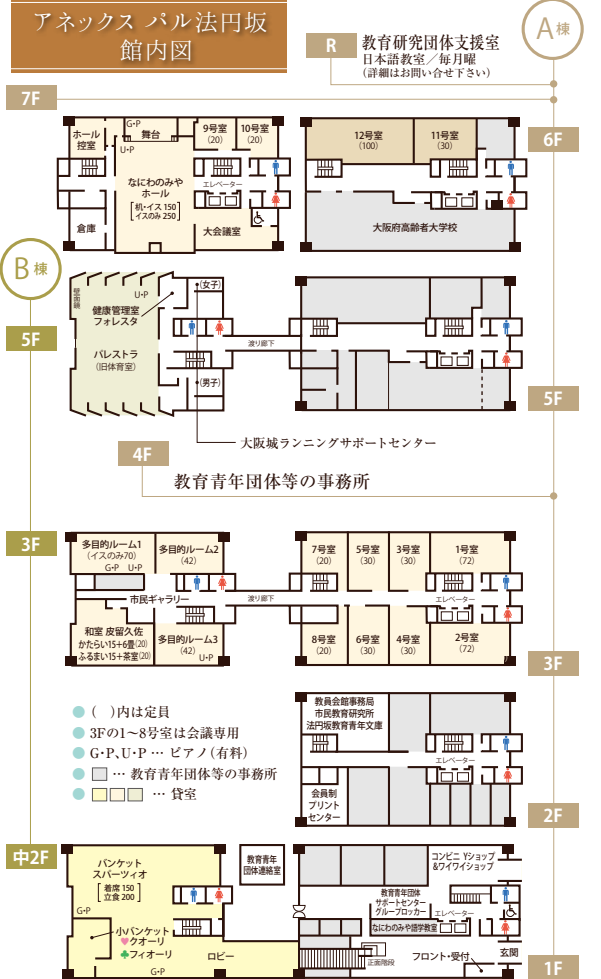 アネックス パル法円坂
館内図
A棟
R
教育研究団体支援室
日本語教室／毎月曜
(詳細はお問い合せ下さい)
7F
ホール
控室
G・P
舞台
U・P
9号室
(20)
10号室
(20)
なにわのみや
ホール
机・イス 150
イスのみ 250
エレベーター
倉庫
大会議室
6F
12号室
(100)
11号室
(30)
大阪府高齢者大学校
B棟
5F
壁面鏡
U・P
健康管理室
フォレスタ
パレストラ
(旧体育室)
(女子)
(男子)
渡り廊下
5F
大阪城ランニングサポートセンター
4F
教育青年団体等の事務所
3F
多目的ルーム1
(イスのみ70)
G・P U・P
多目的ルーム2
(42)
市民ギャラリー
渡り廊下
和室 皮留久佐
かたらい15+6畳(20)
ふるまい15+茶室(20)
多目的ルーム3
(42)
U・P
7号室
(20)
5号室
(30)
3号室
(30)
1号室
(72)
エレベーター
8号室
(20)
6号室
(30)
4号室
(30)
2号室
(72)
3F
( )内は定員
3Fの1～8号室は会議専用
G・P、U・P … ピアノ(有料)
… 教育青年団体等の事務所
… 貸室
教員会館事務局
市民教育研究所
法円坂教育青年文庫
エレベーター
会員制
プリント
センター
2F
中2F
バンケット
スパーツィオ
着席 150
立食 200
G・P
小バンケット
クオーリ
フィオーリ
G・P
ロビー
教育青年
団体連絡室
コンビニ Yショップ
&ワイワイショップ
教育青年団体
サポートセンター
グループロッカー
エレベーター
なにわのみや語学教室
正面階段
フロント・受付
玄関
1F